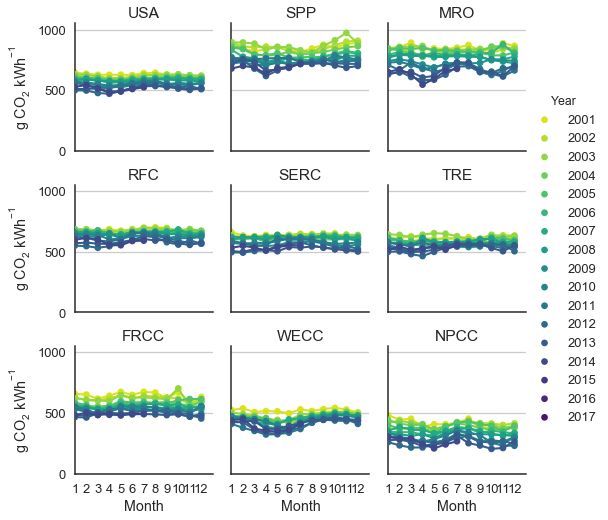 USA
SPP
MRO
1000
500
0
g CO₂ kWh⁻¹
RFC
SERC
TRE
1000
500
0
g CO₂ kWh⁻¹
FRCC
WECC
NPCC
1000
500
0
g CO₂ kWh⁻¹
1 2 3 4 5 6 7 8 9 10 11 12
1 2 3 4 5 6 7 8 9 10 11 12
1 2 3 4 5 6 7 8 9 10 11 12
Month
Month
Month
Year
2001
2002
2003
2004
2005
2006
2007
2008
2009
2010
2011
2012
2013
2014
2015
2016
2017